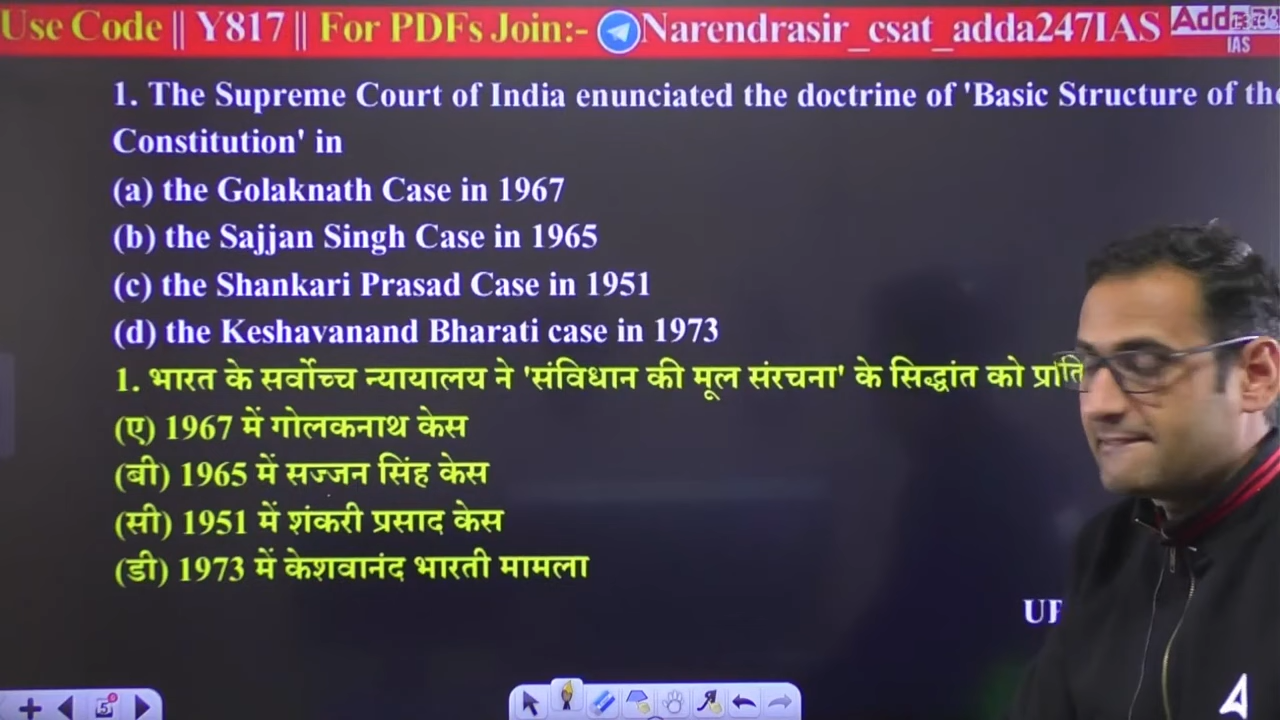 Use Code || Y817 || For PDFs Join:- Narendrasir_csat_adda247IAS
IAS
1. The Supreme Court of India enunciated the doctrine of 'Basic Structure of the
Constitution' in
(a) the Golaknath Case in 1967
(b) the Sajjan Singh Case in 1965
(c) the Shankari Prasad Case in 1951
(d) the Keshavanand Bharati case in 1973
1. भारत के सर्वोच्च न्यायालय ने 'संविधान की मूल संरचना' के सिद्धांत को
(ए) 1967 में गोलकनाथ केस
(बी) 1965 में सज्जन सिंह केस
(सी) 1951 में शंकरी प्रसाद केस
(डी) 1973 में केशवानंद भारती मामला